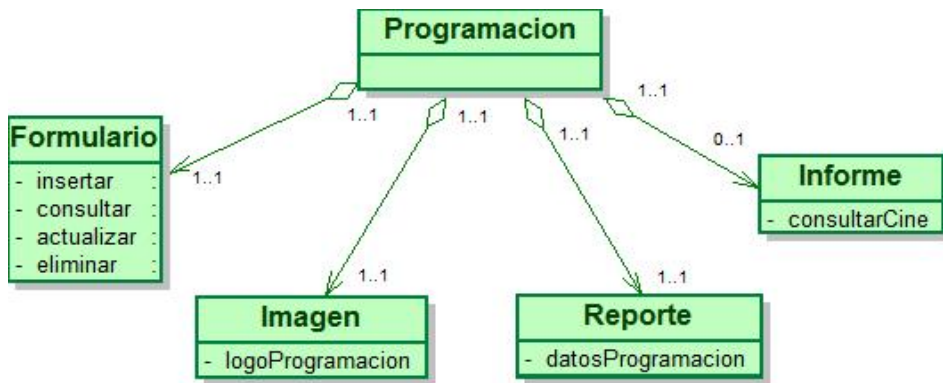 Programacion
1..1
1..1
1..1
1..1
Formulario
- insertar :
- consultar :
- actualizar :
- eliminar :
1..1
0..1
Informe
- consultarCine
1..1
1..1
Imagen
- logoProgramacion
Reporte
- datosProgramacion